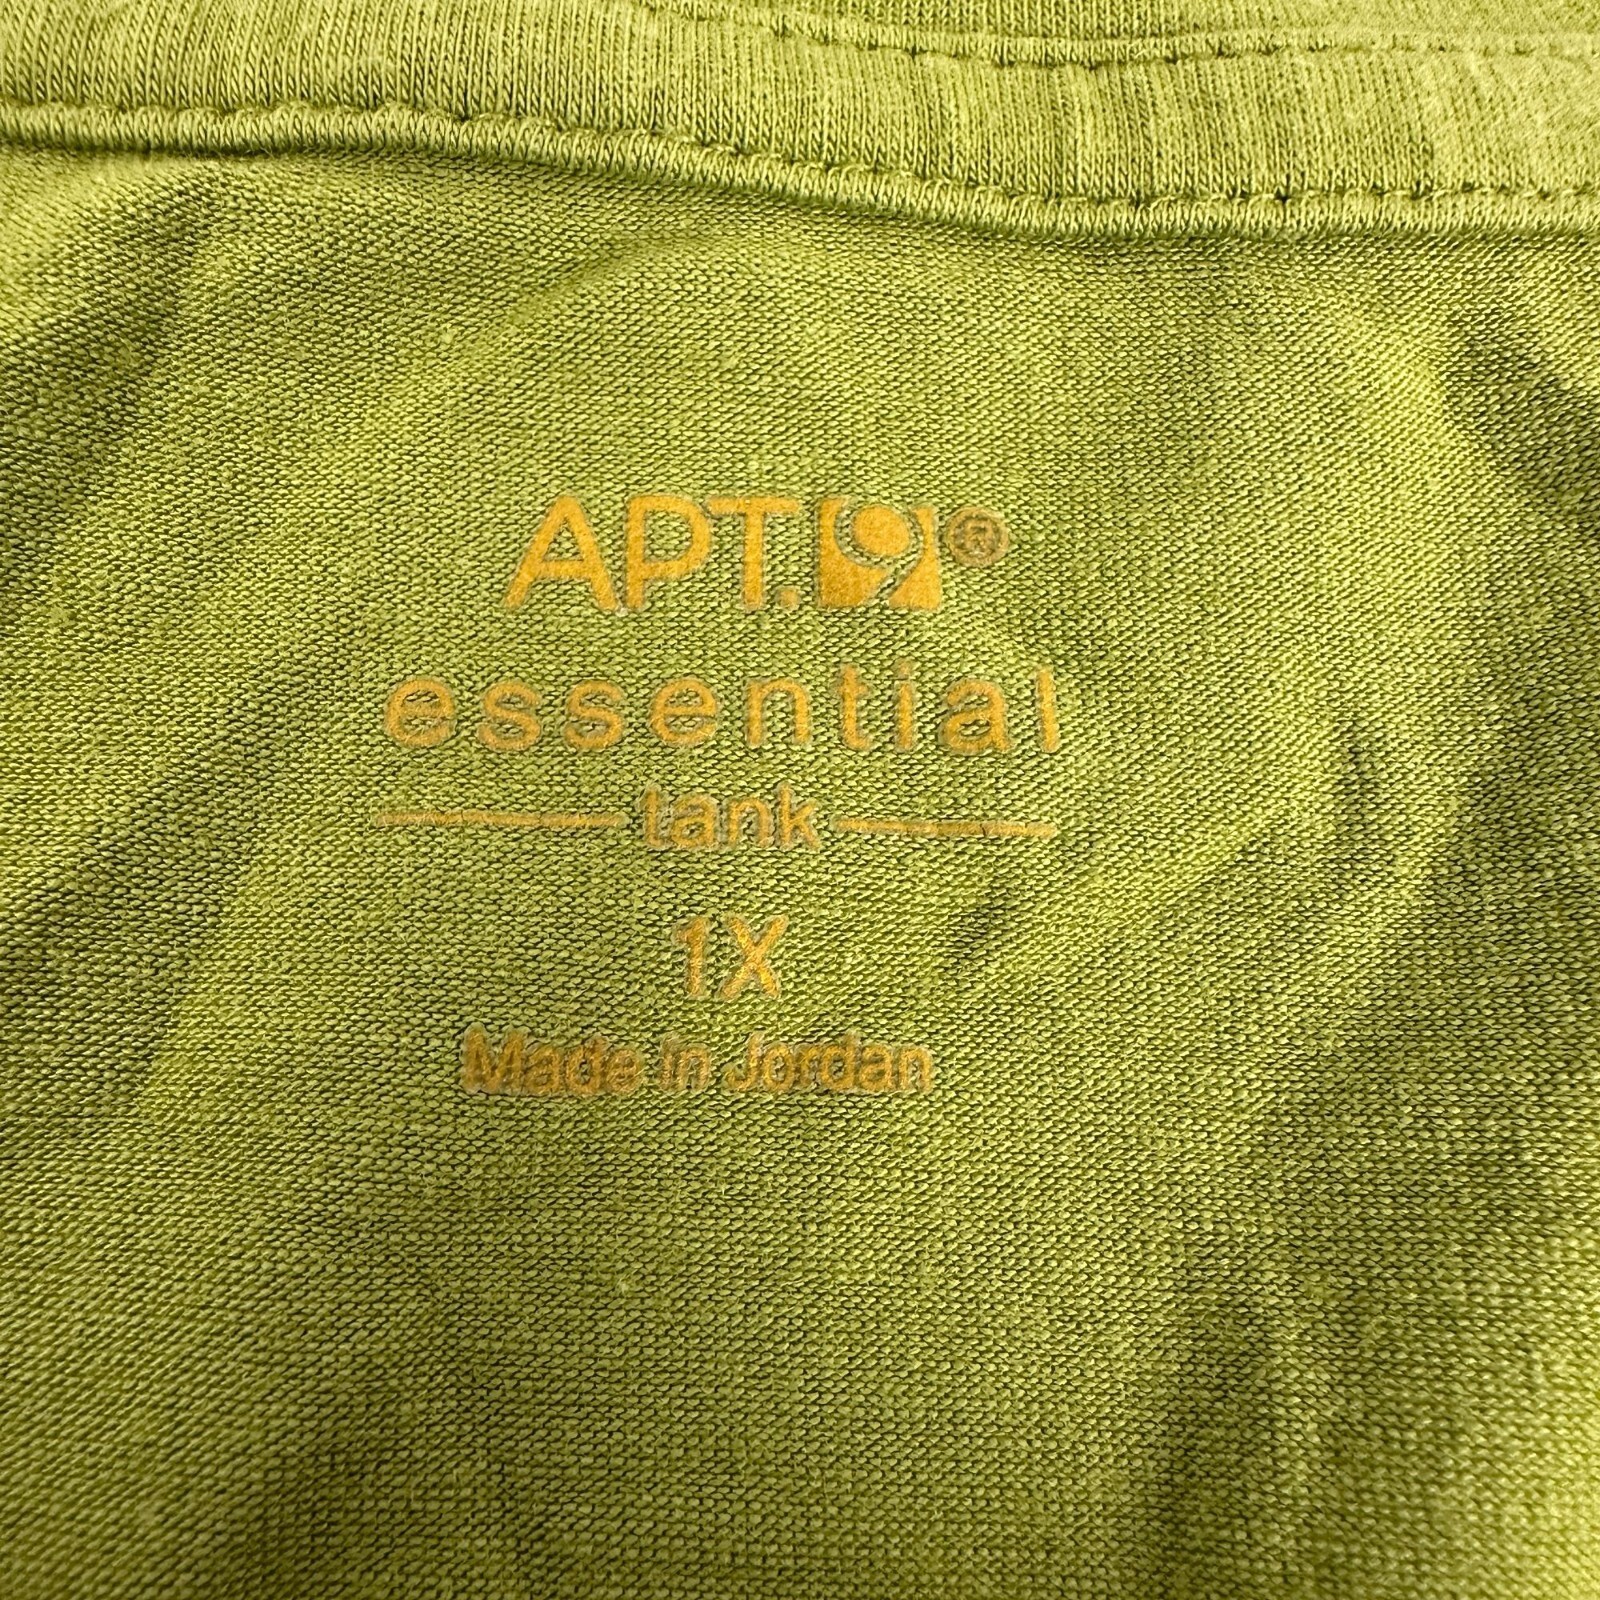 APT.9®
essential
tank
1X
Made in Jordan